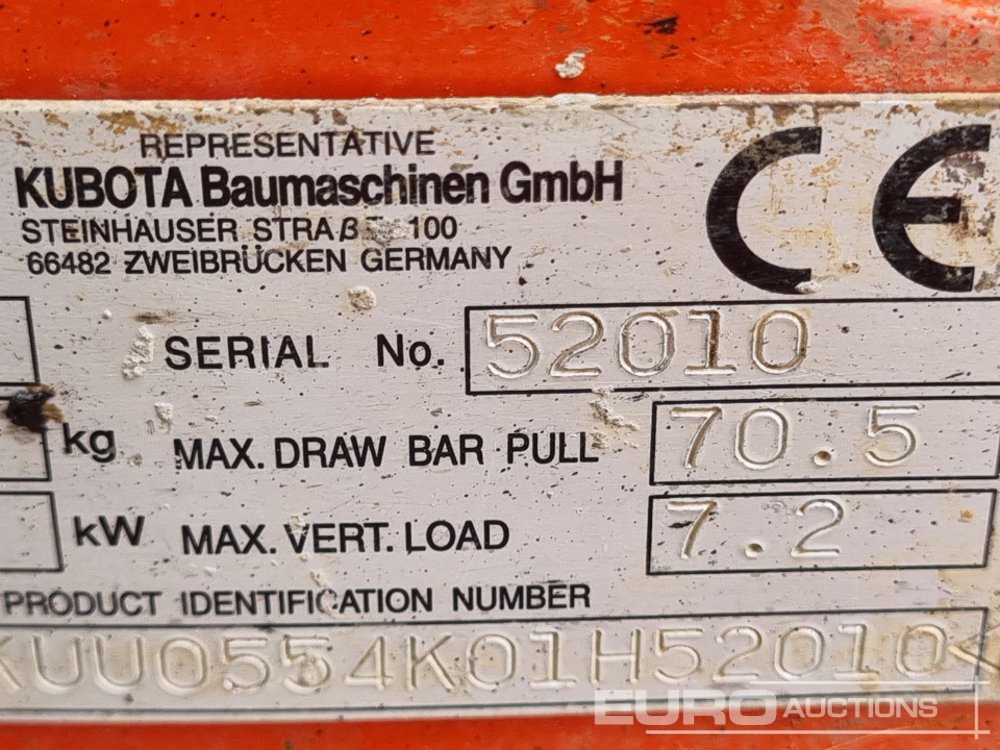 REPRESENTATIVE
KUBOTA Baumaschinen GmbH
STEINHAUSER STRAß 100
66482 ZWEIBRÜCKEN GERMANY
CE
SERIAL No. 52010
kg MAX. DRAW BAR PULL 70.5
kW MAX. VERT. LOAD 7.2
PRODUCT IDENTIFICATION NUMBER
KUU0554K01H52010<
EURO AUCTIONS